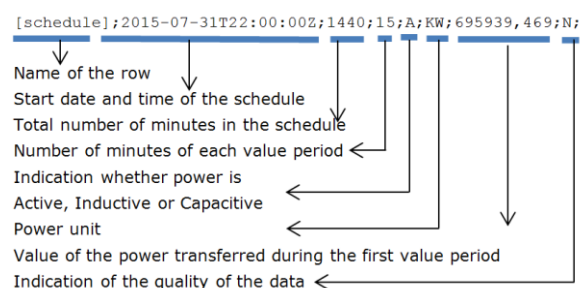 [schedule];2015-07-31T22:00:00Z;1440;15;A;KW;695939,469;N;
Name of the row
Start date and time of the schedule
Total number of minutes in the schedule
Number of minutes of each value period
Indication whether power is
Active, Inductive or Capacitive
Power unit
Value of the power transferred during the first value period
Indication of the quality of the data